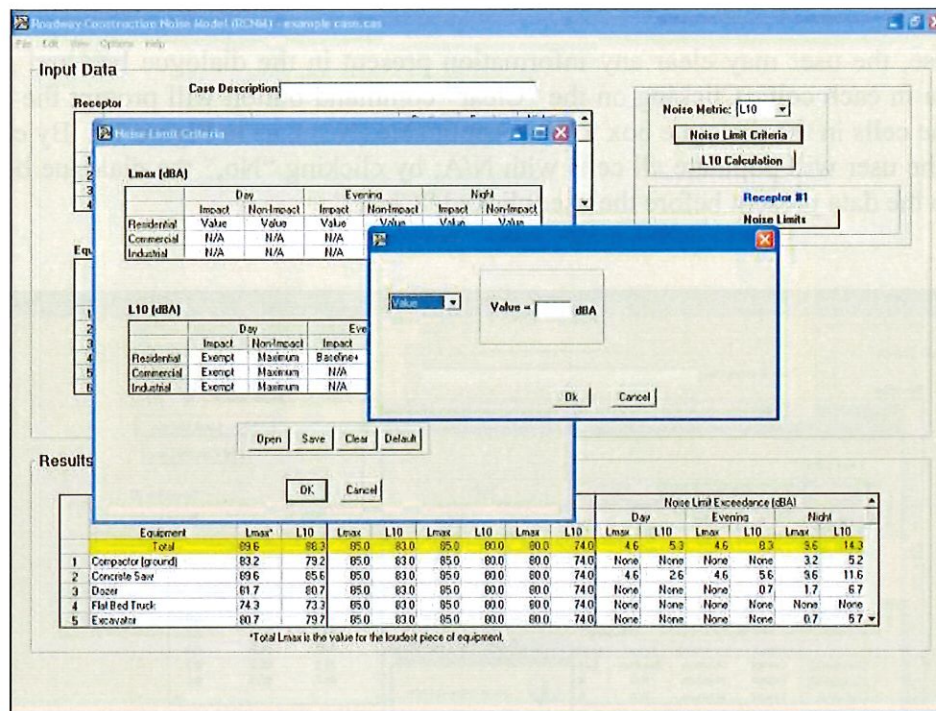 Roadway Construction Noise Model (RCNM) - example case.cas
File Edit View Options Help
Input Data
Case Description:
Receptor
1
2
3
4
Noise Metric: L10
Noise Limit Criteria
L10 Calculation
Receptor #1
Noise Limits
Noise Limit Criteria
Lmax (dBA)
Day Evening Night
Impact Non-Impact Impact Non-Impact Impact Non-Impact
Residential Value Value Value Value Value Value
Commercial N/A N/A N/A
Industrial N/A N/A N/A
Equ
1
2
3
4
5
6
L10 (dBA)
Day Eve
Impact Non-Impact Impact
Residential Exempt Maximum Baseline+
Commercial Exempt Maximum N/A
Industrial Exempt Maximum N/A
Open Save Clear Default
OK Cancel
Value
Value = dBA
Ok Cancel
Results
Noise Limit Exceedance (dBA)
Day Evening Night
Equipment Lmax* L10 Lmax L10 Lmax L10 Lmax L10 Lmax L10 Lmax L10 Lmax L10
Total 89.6 88.3 85.0 83.0 85.0 80.0 80.0 74.0 4.6 5.3 4.6 8.3 9.6 14.3
1 Compactor (ground) 83.2 79.2 85.0 83.0 85.0 80.0 80.0 74.0 None None None None 3.2 5.2
2 Concrete Saw 89.6 85.6 85.0 83.0 85.0 80.0 80.0 74.0 4.6 2.6 4.6 5.6 9.6 11.6
3 Dozer 81.7 80.7 85.0 83.0 85.0 80.0 80.0 74.0 None None None 0.7 1.7 6.7
4 Flat Bed Truck 74.3 73.3 85.0 83.0 85.0 80.0 80.0 74.0 None None None None None None
5 Excavator 80.7 79.7 85.0 83.0 85.0 80.0 80.0 74.0 None None None None 0.7 5.7
*Total Lmax is the value for the loudest piece of equipment.